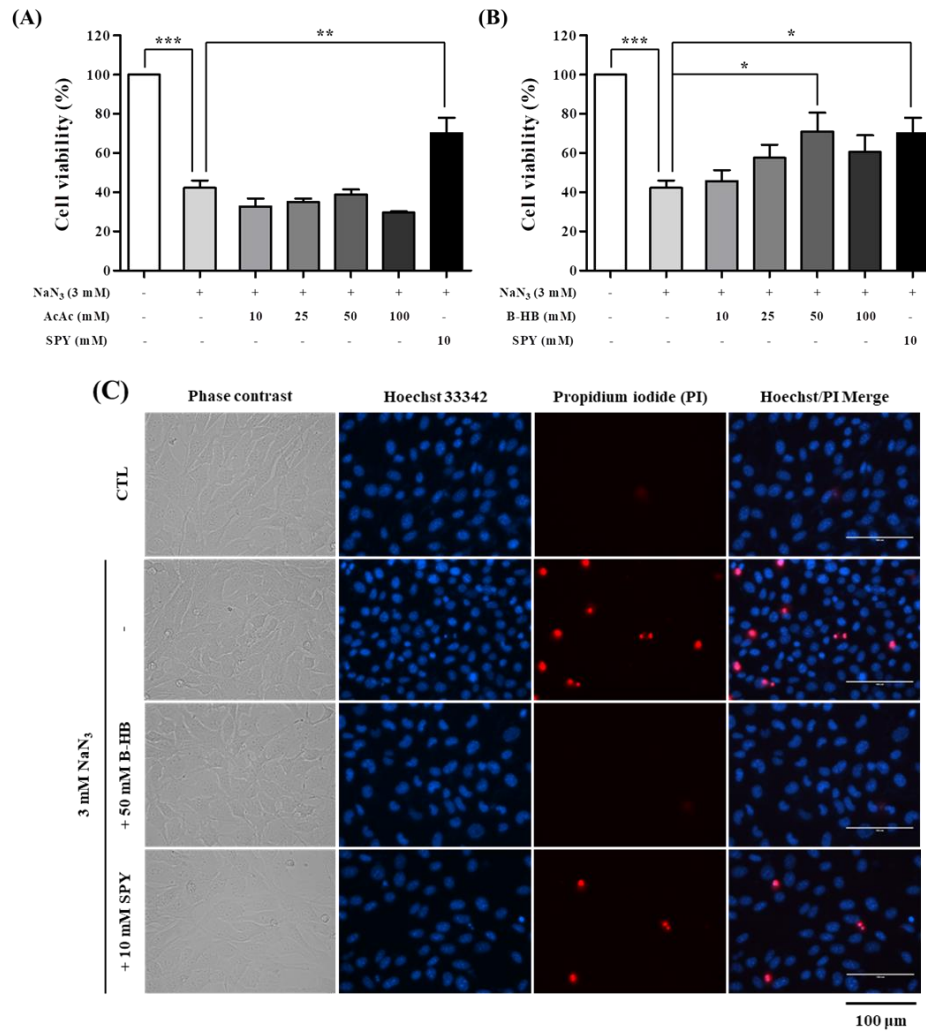 (A)
120
100
80
60
40
20
0
Cell viability (%)
***
**
NaN₃ (3 mM) - + + + + + +
AcAc (mM) - - 10 25 50 100 -
SPY (mM) - - - - - - 10
(B)
120
100
80
60
40
20
0
Cell viability (%)
***
*
*
NaN₃ (3 mM) - + + + + + +
B-HB (mM) - - 10 25 50 100 -
SPY (mM) - - - - - - 10
(C)
Phase contrast Hoechst 33342 Propidium iodide (PI) Hoechst/PI Merge
CTL
3 mM NaN₃
-
+ 50 mM B-HB
+ 10 mM SPY
100 µm